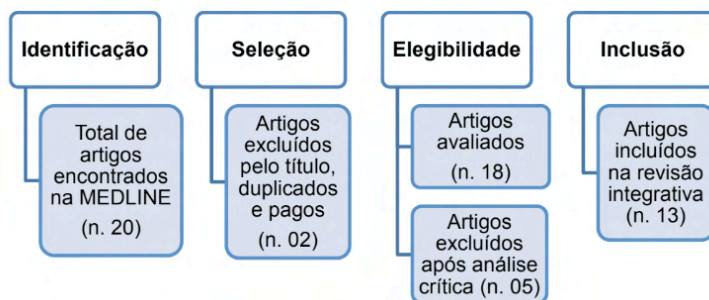 Identificação
Total de
artigos
encontrados
na MEDLINE
(n. 20)
Seleção
Artigos
excluídos
pelo título,
duplicados
e pagos
(n. 02)
Elegibilidade
Artigos
avaliados
(n. 18)
Artigos
excluídos
após análise
crítica (n. 05)
Inclusão
Artigos
incluídos
na revisão
integrativa
(n. 13)